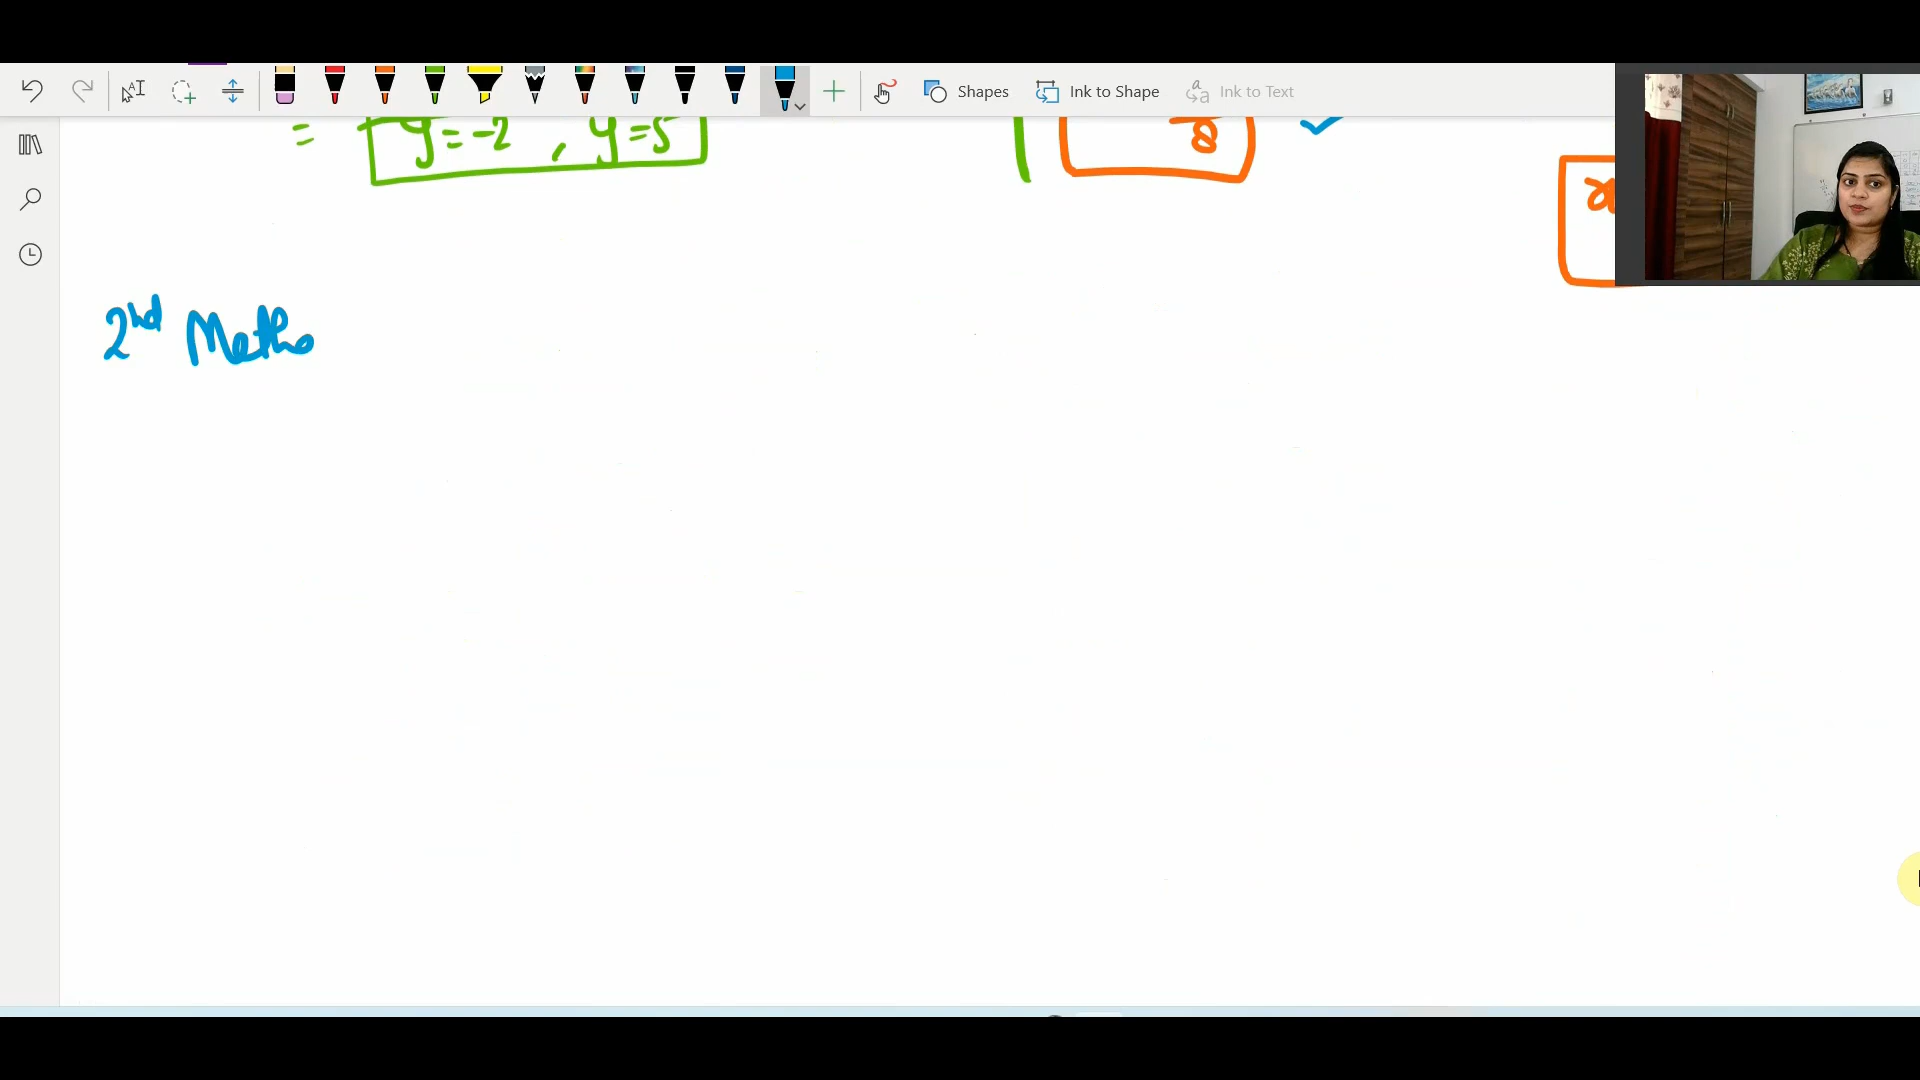 Shapes Ink to Shape Ink to Text
= y = -2 , y = 5
8
x
2nd Metho